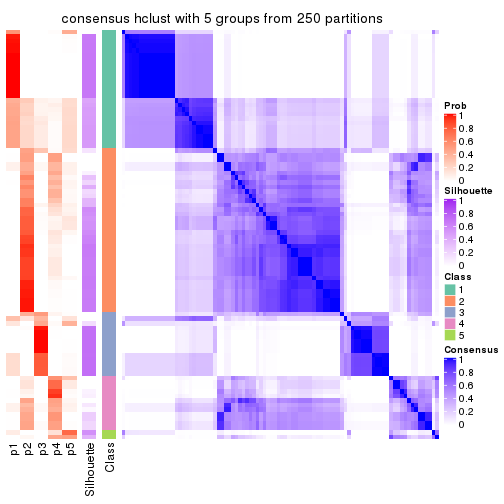 consensus hclust with 5 groups from 250 partitions
Prob
1
0.8
0.6
0.4
0.2
0
Silhouette
1
0.8
0.6
0.4
0.2
0
Class
1
2
3
4
5
Consensus
1
0.8
0.6
0.4
0.2
0
p1
p2
p3
p4
p5
Silhouette
Class